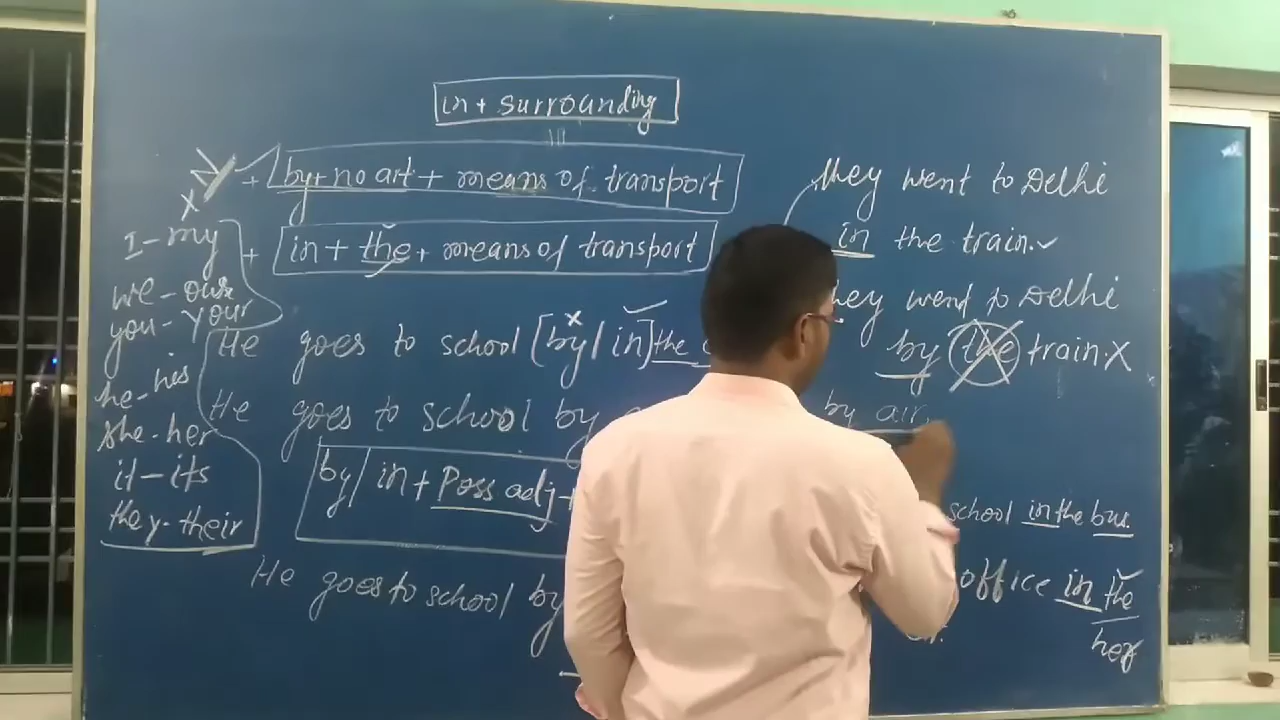 in + surrounding
N + by + no art + means of transport
X
+ in + the + means of transport
I - my
we - our
you - your
he - his
she - her
it - its
they - their
He goes to school [by / in] the
He goes to school by
by / in + Poss adj +
He goes to school by
they went to Delhi
in the train. ✓
they went to Delhi
by the train. X
by air.
school in the bus.
office in the
her